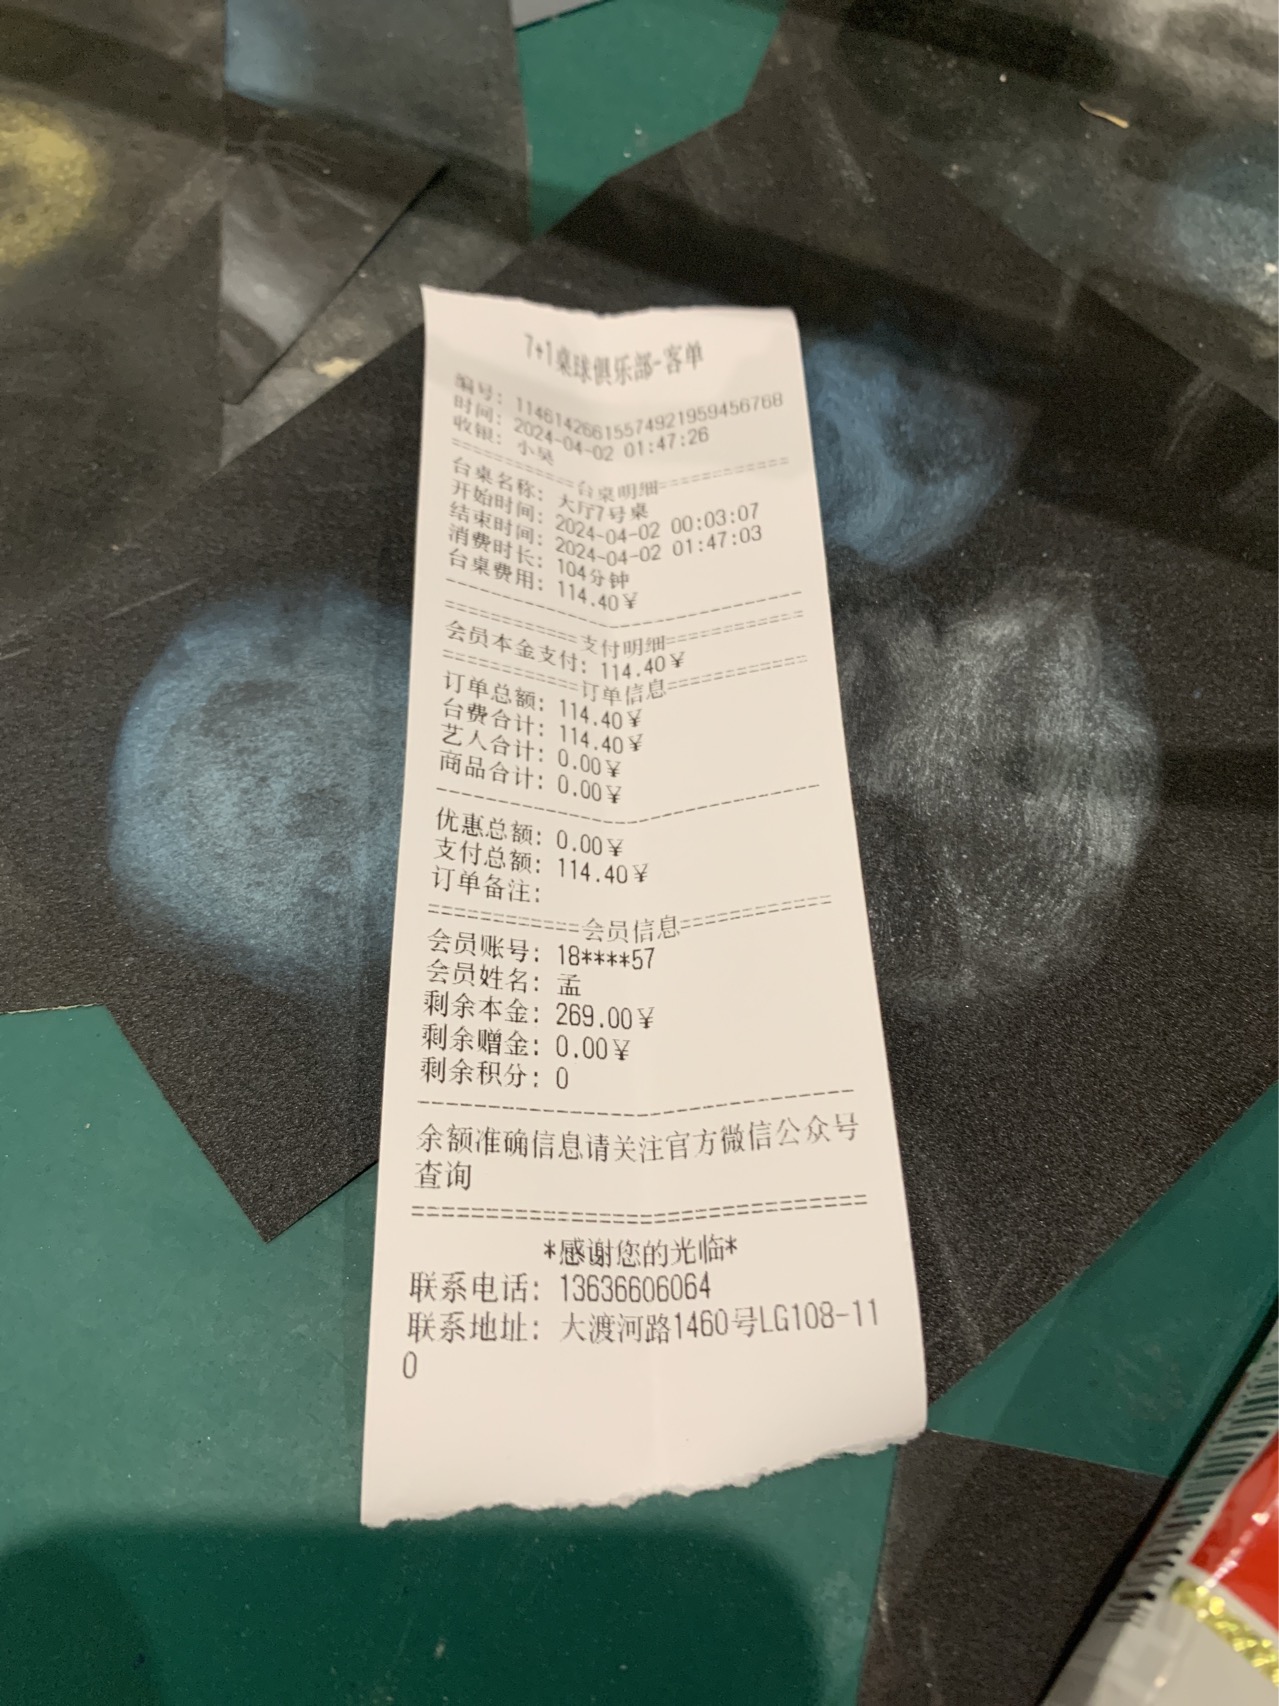 7+1桌球俱乐部-客单
编号: 11461426615574921959456768
时间: 2024-04-02 01:47:26
收银: 小吴
==========台桌明细==========
台桌名称: 大厅7号桌
开始时间: 2024-04-02 00:03:07
结束时间: 2024-04-02 01:47:03
消费时长: 104分钟
台桌费用: 114.40¥
--------------------------------
==========支付明细==========
会员本金支付: 114.40¥
==========订单信息==========
订单总额: 114.40¥
台费合计: 114.40¥
艺人合计: 0.00¥
商品合计: 0.00¥
--------------------------------
优惠总额: 0.00¥
支付总额: 114.40¥
订单备注:
==========会员信息==========
会员账号: 18****57
会员姓名: 孟
剩余本金: 269.00¥
剩余赠金: 0.00¥
剩余积分: 0
--------------------------------
余额准确信息请关注官方微信公众号
查询
================================
*感谢您的光临*
联系电话: 13636606064
联系地址: 大渡河路1460号LG108-11
0